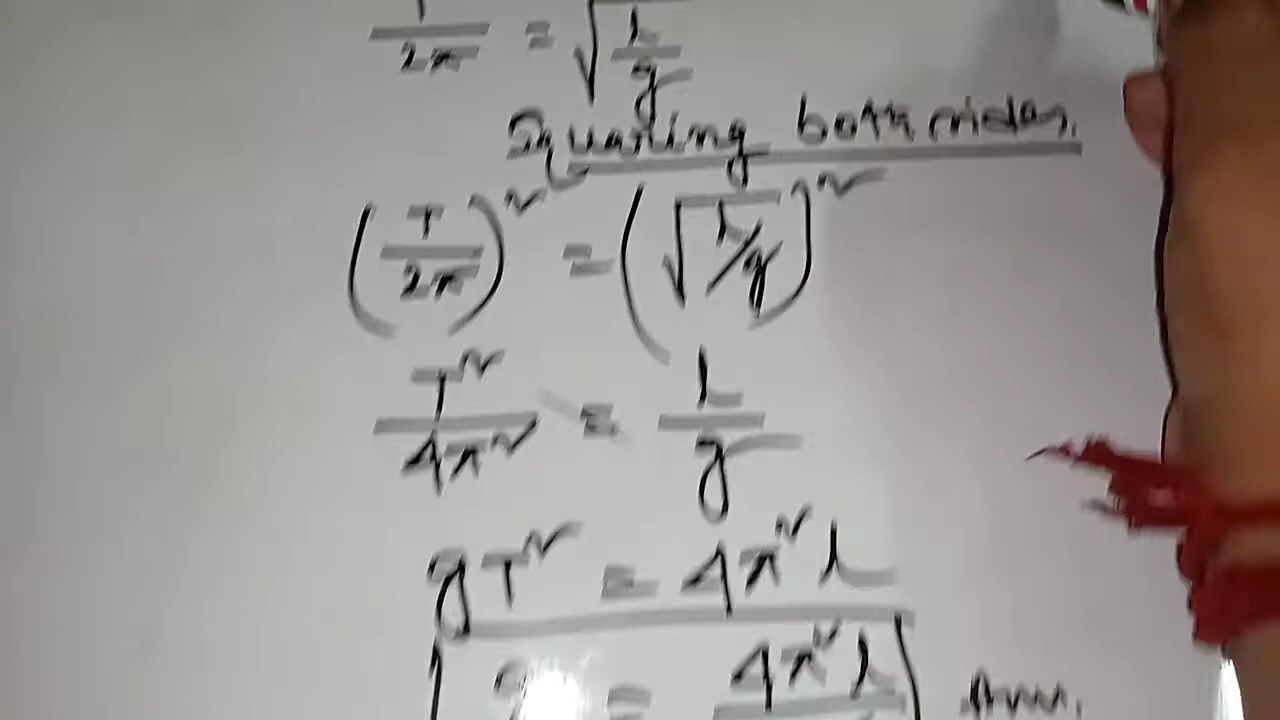 T/2π = √(l/g)
Squaring both sides.
(T/2π)² = (√(l/g))²
T²/4π² = l/g
gT² = 4π²l
g = 4π²l Ans.